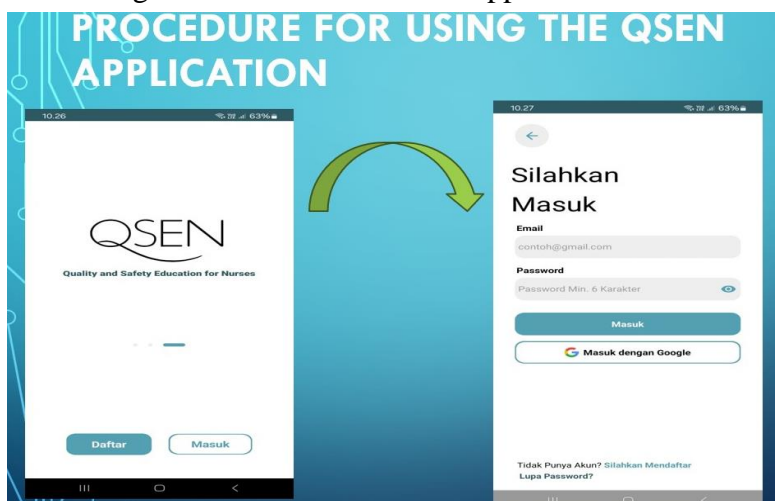 PROCEDURE FOR USING THE QSEN
APPLICATION
10.26
63%
QSEN
Quality and Safety Education for Nurses
Daftar
Masuk
10.27
63%
Silahkan
Masuk
Email
contoh@gmail.com
Password
Password Min. 6 Karakter
Masuk
G Masuk dengan Google
Tidak Punya Akun? Silahkan Mendaftar
Lupa Password?